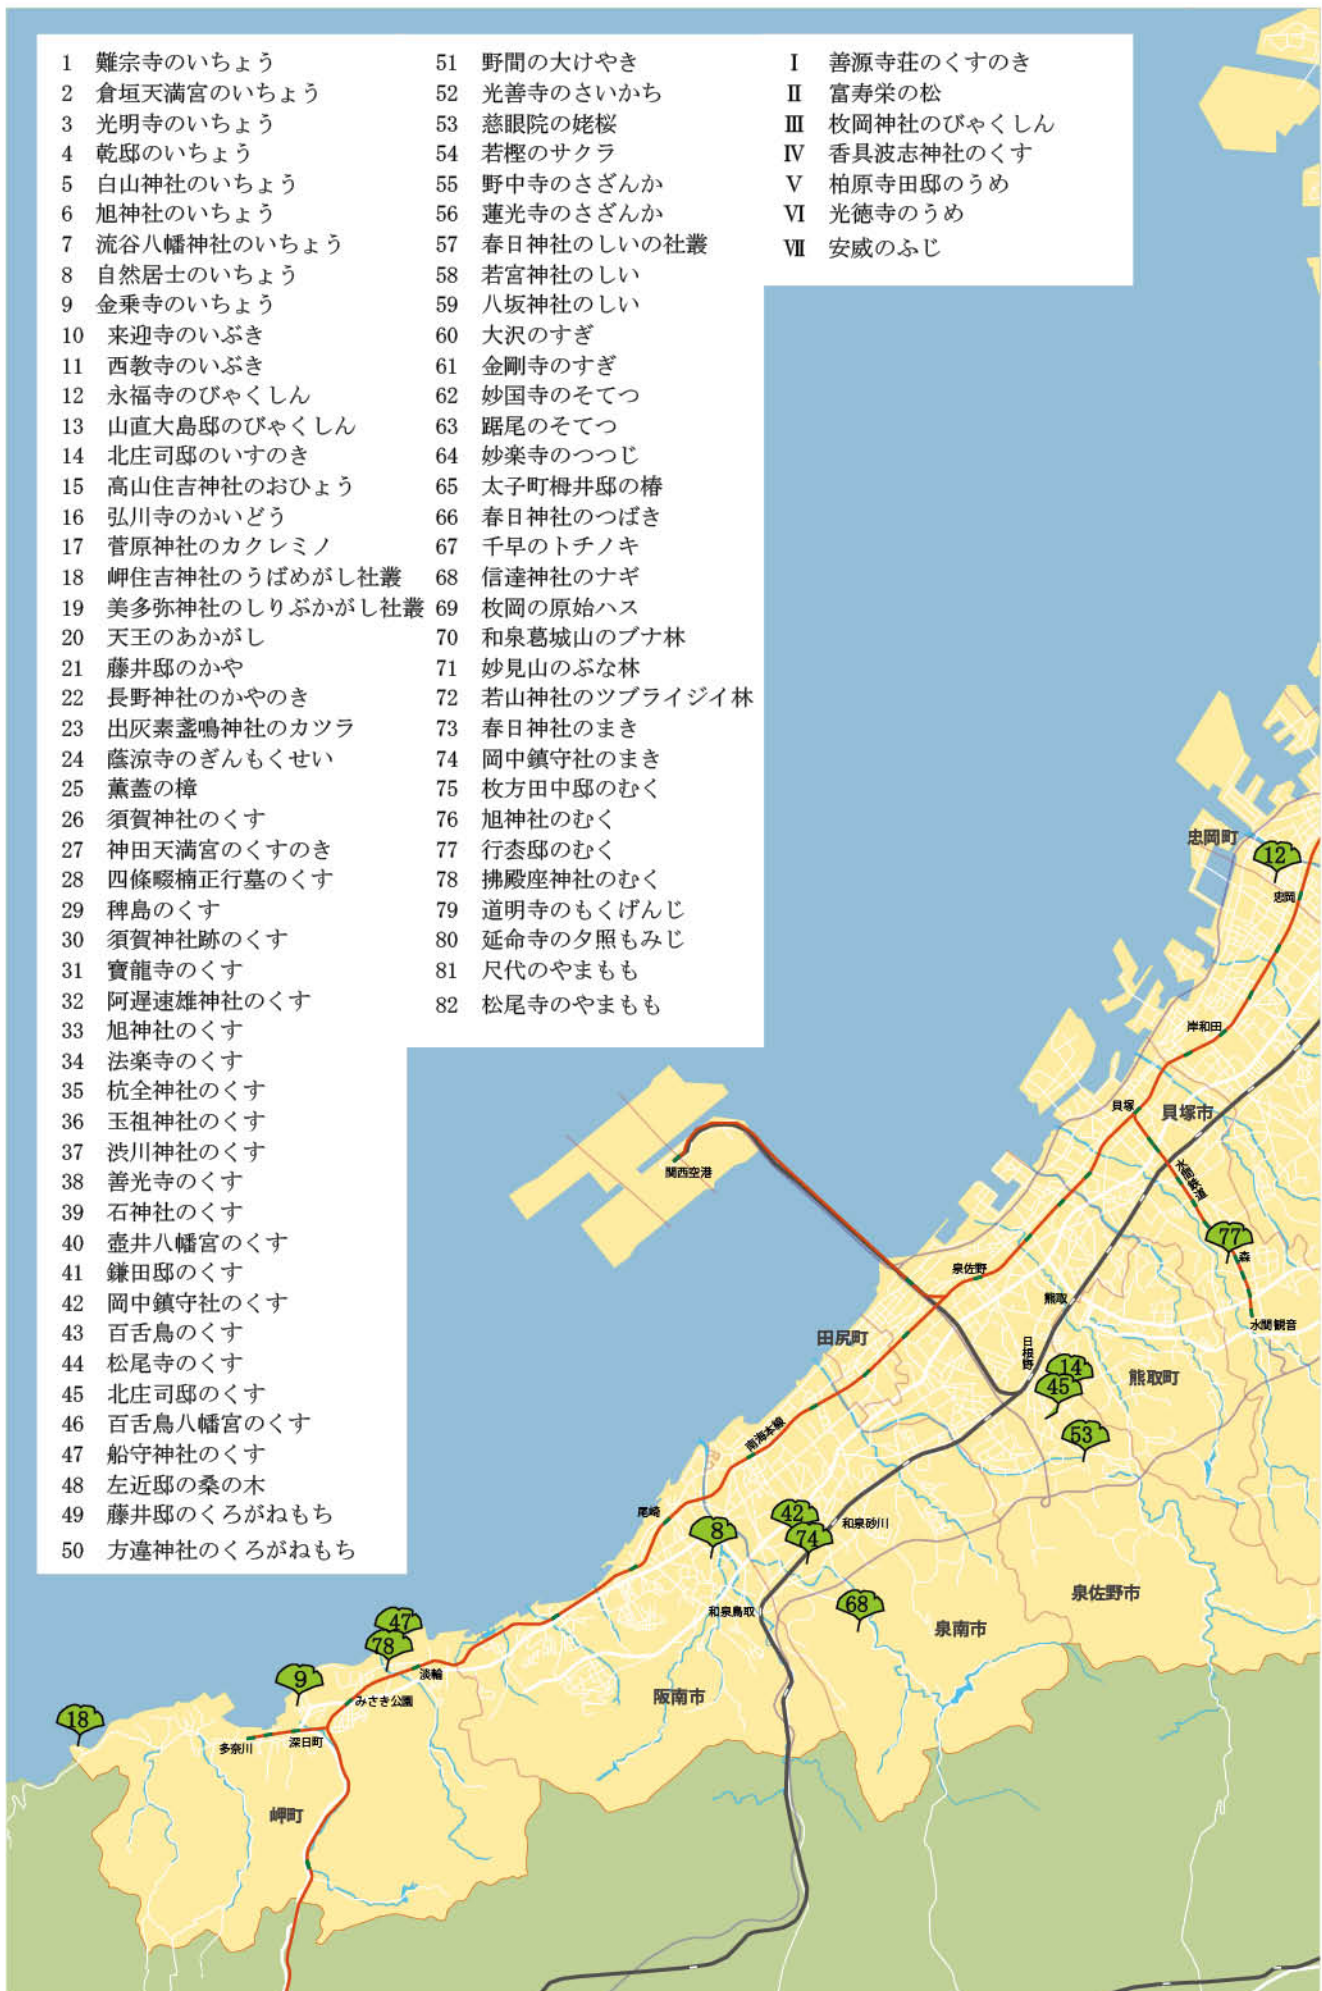 1 難宗寺のいちょう
2 倉垣天満宮のいちょう
3 光明寺のいちょう
4 乾邸のいちょう
5 白山神社のいちょう
6 旭神社のいちょう
7 流谷八幡神社のいちょう
8 自然居士のいちょう
9 金乗寺のいちょう
10 来迎寺のいぶき
11 西教寺のいぶき
12 永福寺のびゃくしん
13 山直大島邸のびゃくしん
14 北庄司邸のいすのき
15 高山住吉神社のおひょう
16 弘川寺のかいどう
17 菅原神社のカクレミノ
18 岬住吉神社のうばめがし社叢
19 美多弥神社のしりぶかがし社叢
20 天王のあかがし
21 藤井邸のかや
22 長野神社のかやのき
23 出灰素盞鳴神社のカツラ
24 蔭涼寺のぎんもくせい
25 薫蓋の樟
26 須賀神社のくす
27 神田天満宮のくすのき
28 四條畷楠正行墓のくす
29 稗島のくす
30 須賀神社跡のくす
31 寶龍寺のくす
32 阿遅速雄神社のくす
33 旭神社のくす
34 法楽寺のくす
35 杭全神社のくす
36 玉祖神社のくす
37 渋川神社のくす
38 善光寺のくす
39 石神社のくす
40 壺井八幡宮のくす
41 鎌田邸のくす
42 岡中鎮守社のくす
43 百舌鳥のくす
44 松尾寺のくす
45 北庄司邸のくす
46 百舌鳥八幡宮のくす
47 船守神社のくす
48 左近邸の桑の木
49 藤井邸のくろがねもち
50 方違神社のくろがねもち
51 野間の大けやき
52 光善寺のさいかち
53 慈眼院の姥桜
54 若樫のサクラ
55 野中寺のさざんか
56 蓮光寺のさざんか
57 春日神社のしいの社叢
58 若宮神社のしい
59 八坂神社のしい
60 大沢のすぎ
61 金剛寺のすぎ
62 妙国寺のそてつ
63 踞尾のそてつ
64 妙楽寺のつつじ
65 太子町栂井邸の椿
66 春日神社のつばき
67 千早のトチノキ
68 信達神社のナギ
69 枚岡の原始ハス
70 和泉葛城山のブナ林
71 妙見山のぶな林
72 若山神社のツブライジイ林
73 春日神社のまき
74 岡中鎮守社のまき
75 枚方田中邸のむく
76 旭神社のむく
77 行枩邸のむく
78 拂殿座神社のむく
79 道明寺のもくげんじ
80 延命寺の夕照もみじ
81 尺代のやまもも
82 松尾寺のやまもも
Ⅰ 善源寺荘のくすのき
Ⅱ 富寿栄の松
Ⅲ 枚岡神社のびゃくしん
Ⅳ 香具波志神社のくす
Ⅴ 柏原寺田邸のうめ
Ⅵ 光徳寺のうめ
Ⅶ 安威のふじ
忠岡町
12
忠岡
岸和田
貝塚
貝塚市
水間鉄道
関西空港
77
森
泉佐野
熊取
水間観音
田尻町
日根野
14
熊取町
45
53
南海本線
尾崎
8
42
和泉砂川
74
泉佐野市
68
和泉鳥取
泉南市
47
78
淡輪
9
みさき公園
阪南市
18
深日町
多奈川
岬町